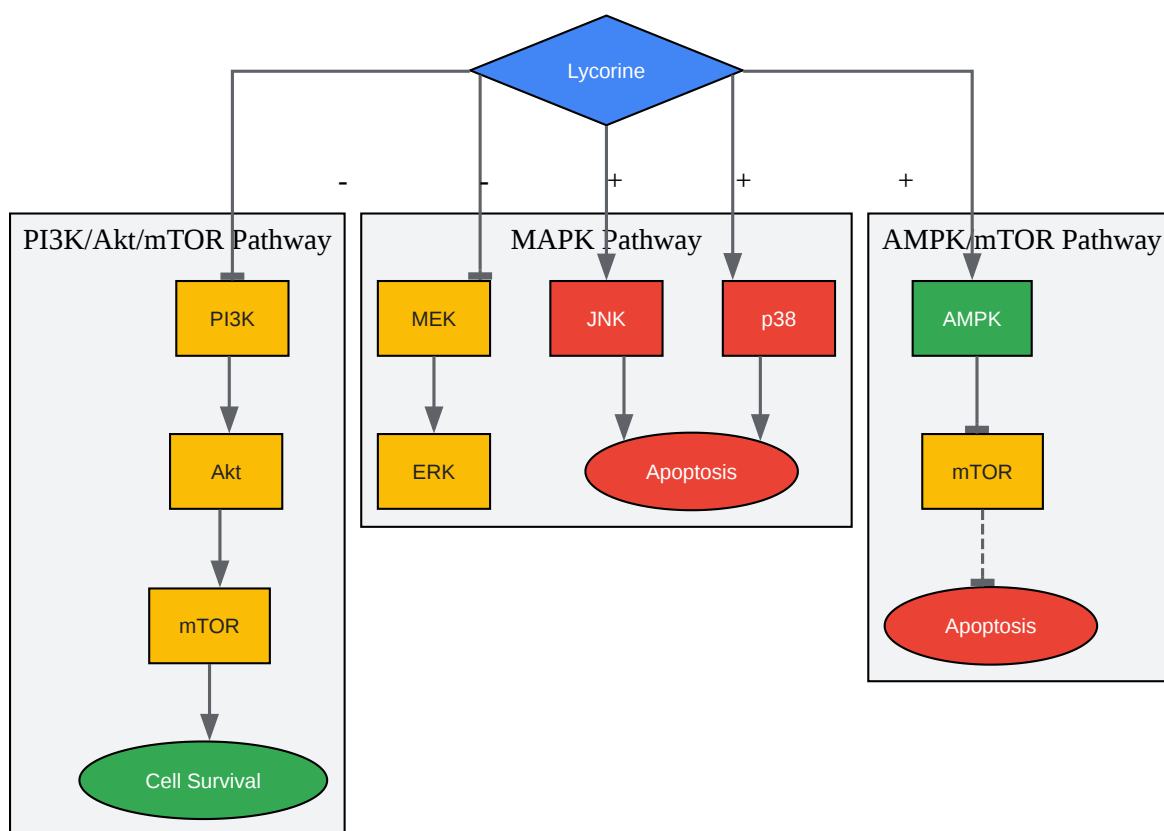 Lycorine
- - + + +
PI3K/Akt/mTOR Pathway
MAPK Pathway
AMPK/mTOR Pathway
PI3K
MEK
JNK
p38
AMPK
Akt
ERK
Apoptosis
mTOR
mTOR
Apoptosis
Cell Survival